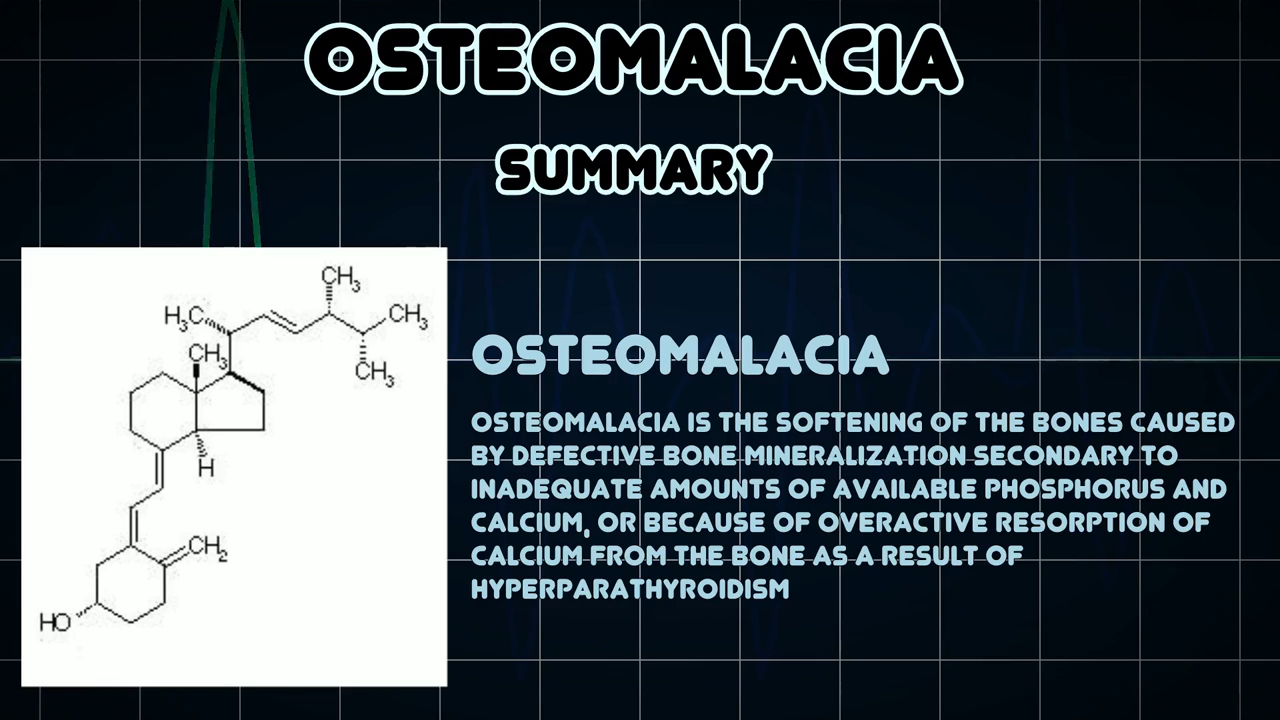 OSTEOMALACIA
SUMMARY
CH3
H3C
CH3
CH3
CH3
H
CH2
HO
OSTEOMALACIA
OSTEOMALACIA IS THE SOFTENING OF THE BONES CAUSED
BY DEFECTIVE BONE MINERALIZATION SECONDARY TO
INADEQUATE AMOUNTS OF AVAILABLE PHOSPHORUS AND
CALCIUM, OR BECAUSE OF OVERACTIVE RESORPTION OF
CALCIUM FROM THE BONE AS A RESULT OF
HYPERPARATHYROIDISM